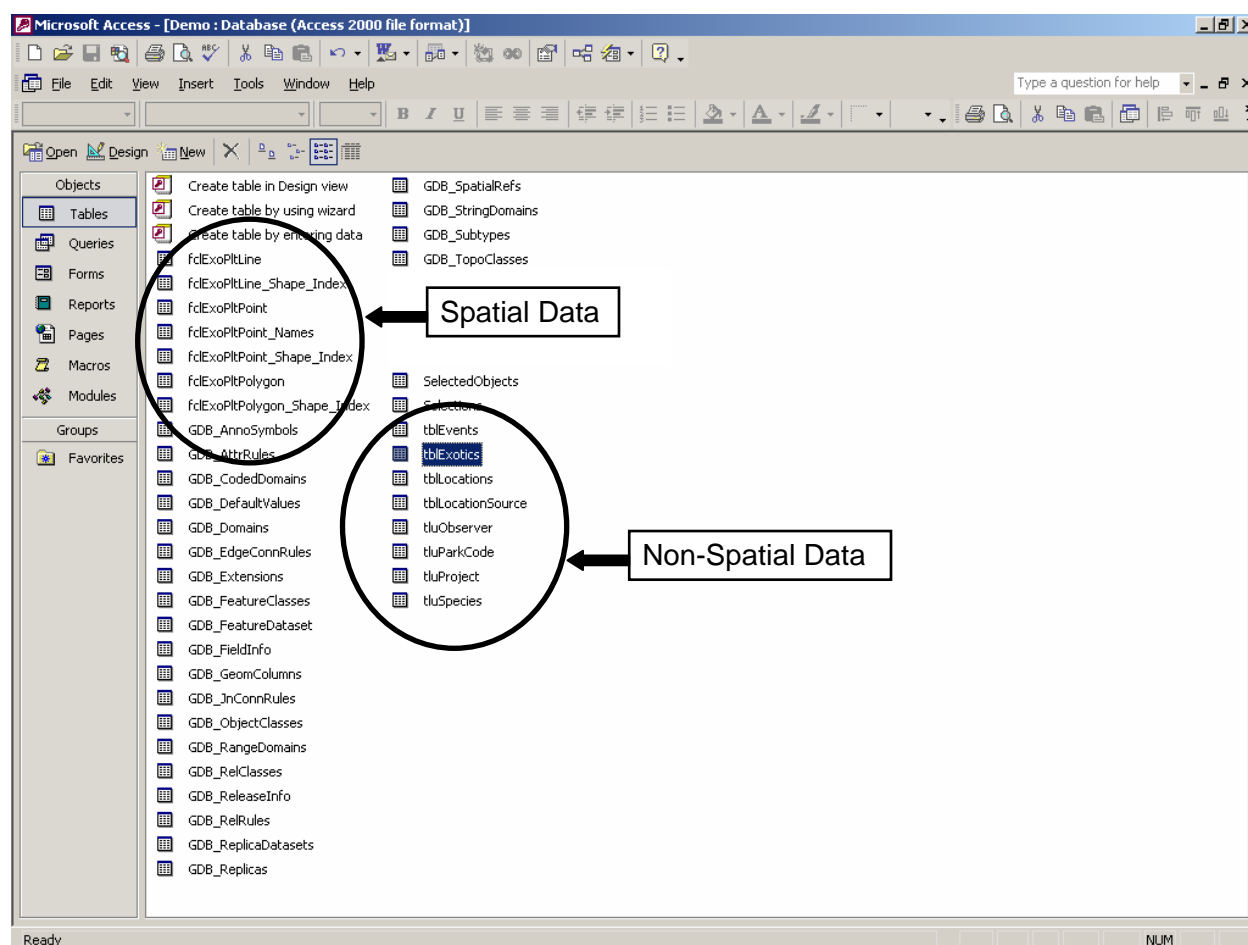 Microsoft Access - [Demo : Database (Access 2000 file format)]
File Edit View Insert Tools Window Help
Type a question for help
B I U
Open Design New
Objects
Tables
Queries
Forms
Reports
Pages
Macros
Modules
Groups
Favorites
Create table in Design view
Create table by using wizard
Create table by entering data
fclExoPltLine
fclExoPltLine_Shape_Index
fclExoPltPoint
fclExoPltPoint_Names
fclExoPltPoint_Shape_Index
fclExoPltPolygon
fclExoPltPolygon_Shape_Index
GDB_AnnoSymbols
GDB_AttrRules
GDB_CodedDomains
GDB_DefaultValues
GDB_Domains
GDB_EdgeConnRules
GDB_Extensions
GDB_FeatureClasses
GDB_FeatureDataset
GDB_FieldInfo
GDB_GeomColumns
GDB_JnConnRules
GDB_ObjectClasses
GDB_RangeDomains
GDB_RelClasses
GDB_ReleaseInfo
GDB_RelRules
GDB_ReplicaDatasets
GDB_Replicas
GDB_SpatialRefs
GDB_StringDomains
GDB_Subtypes
GDB_TopoClasses
Spatial Data
SelectedObjects
Selections
tblEvents
tblExotics
tblLocations
tblLocationSource
tluObserver
tluParkCode
tluProject
tluSpecies
Non-Spatial Data
Ready
NUM